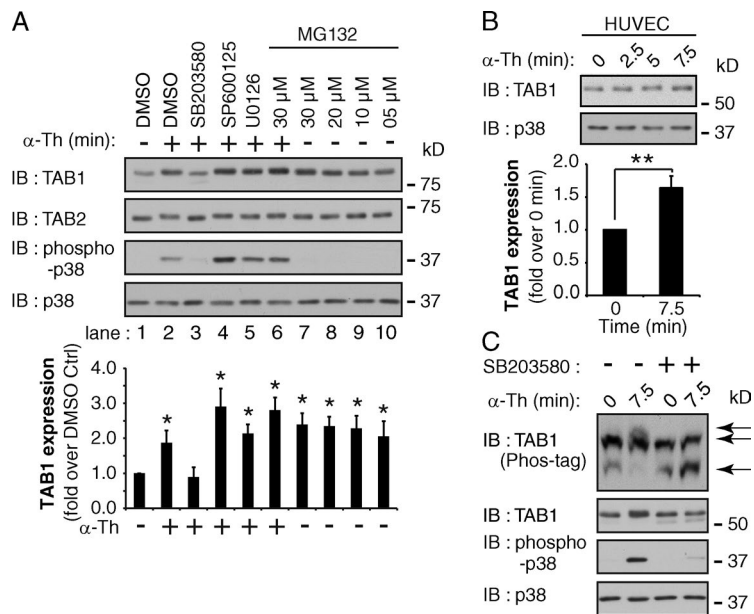 A
MG132
DMSO
DMSO
SB203580
SP600125
U0126
30 µM
30 µM
20 µM
10 µM
05 µM
α-Th (min): - + + + + + - - - -
kD
IB : TAB1
- 75
IB : TAB2
- 75
IB : phospho
-p38
- 37
IB : p38
- 37
lane : 1 2 3 4 5 6 7 8 9 10
TAB1 expression
(fold over DMSO Ctrl)
4.0
3.0
2.0
1.0
0.0
* * * * * * * *
α-Th - + + + + + - - - -
B
HUVEC
α-Th (min): 0 2.5 5 7.5
kD
IB : TAB1
- 50
IB : p38
- 37
TAB1 expression
(fold over 0 min)
2.0
1.5
1.0
0.5
0.0
**
0 7.5
Time (min)
C
SB203580 : - - + +
α-Th (min): 0 7.5 0 7.5
kD
IB : TAB1
(Phos-tag)
IB : TAB1
- 50
IB : phospho
-p38
- 37
IB : p38
- 37